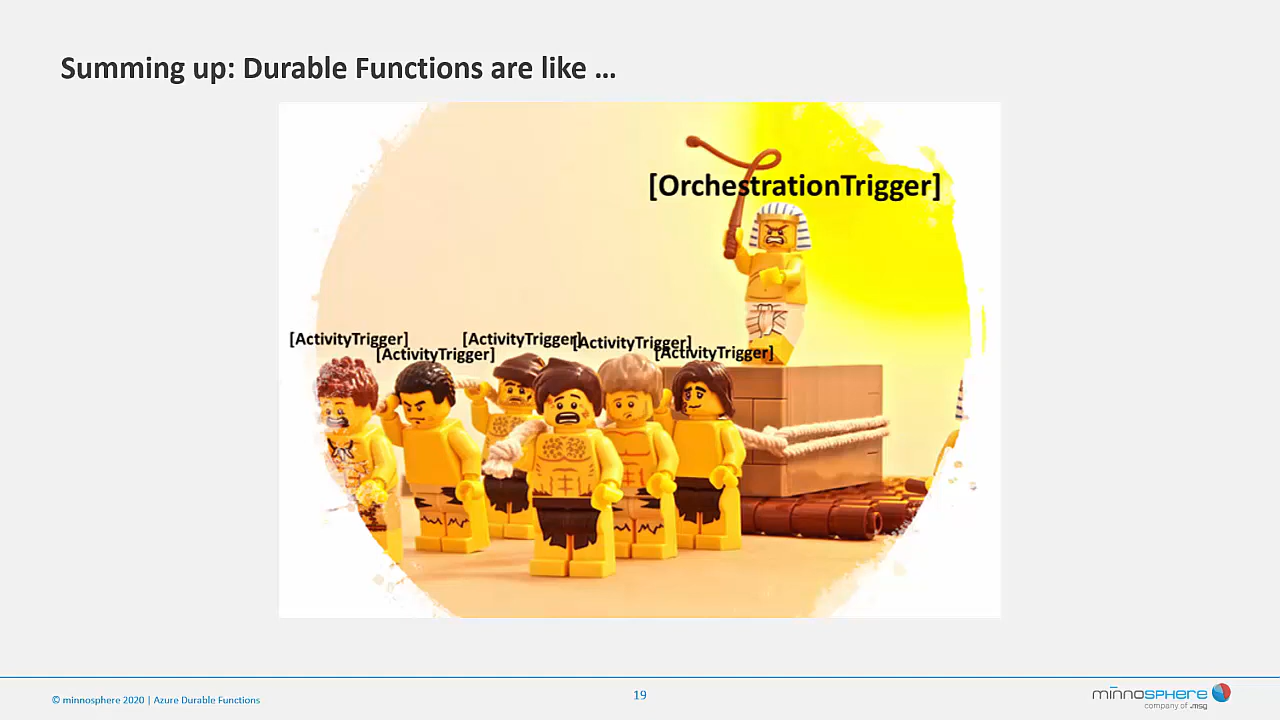 Summing up: Durable Functions are like ...
[OrchestrationTrigger]
[ActivityTrigger]
[ActivityTrigger]
[ActivityTrigger]
[ActivityTrigger]
[ActivityTrigger]
© minnosphere 2020 | Azure Durable Functions
19
minnosphere
company of .msg